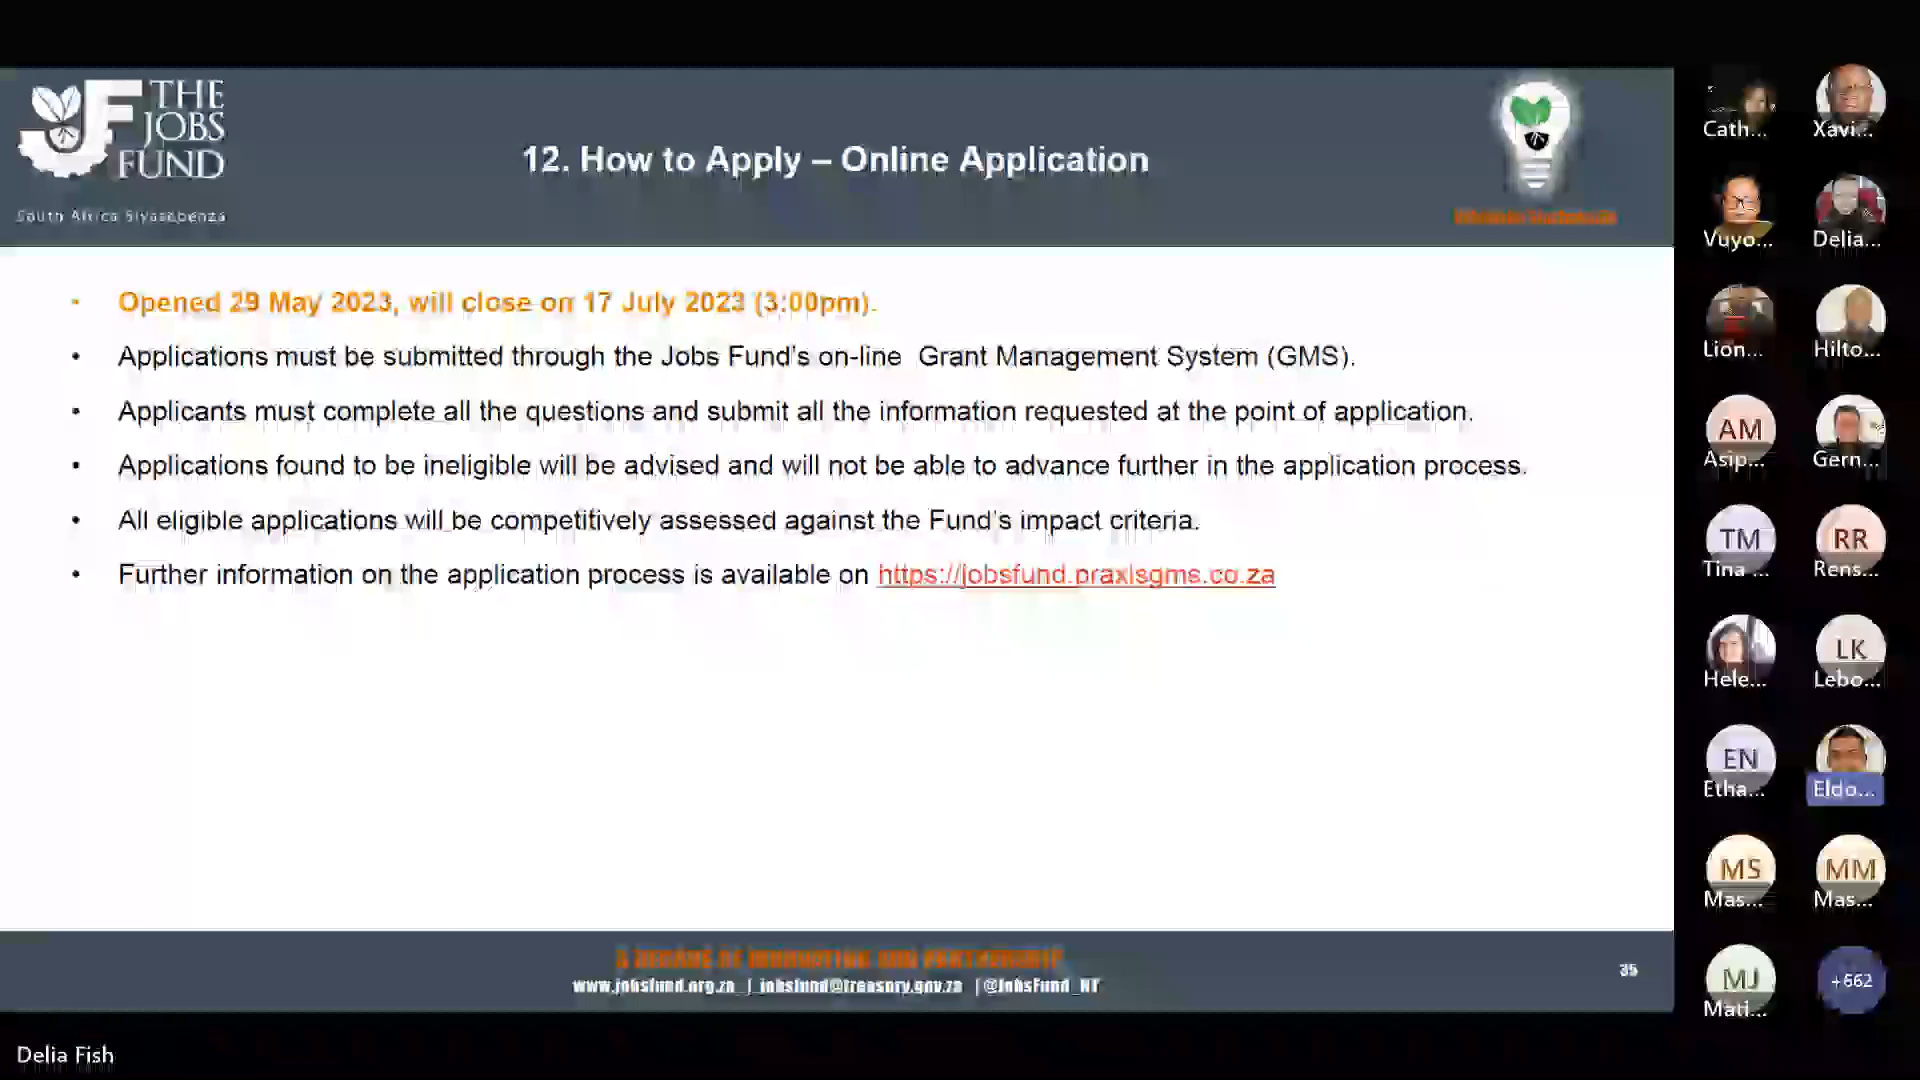 THE
JOBS
FUND
South Africa Siyasebenza
12. How to Apply – Online Application
• Opened 29 May 2023, will close on 17 July 2023 (3:00pm).
• Applications must be submitted through the Jobs Fund's on-line Grant Management System (GMS).
• Applicants must complete all the questions and submit all the information requested at the point of application.
• Applications found to be ineligible will be advised and will not be able to advance further in the application process.
• All eligible applications will be competitively assessed against the Fund's impact criteria.
• Further information on the application process is available on https://jobsfund.praxisgms.co.za
A DECADE OF INNOVATION AND PARTNERSHIP
www.jobsfund.org.za | jobsfund@treasury.gov.za | @JobsFund_NT
35
Delia Fish
Cath... Xavi...
Vuyo... Delia...
Lion... Hilto...
AM
Asip... Gern...
TM RR
Tina ... Rens...
LK
Hele... Lebo...
EN
Etha... Eldo...
MS MM
Mas... Mas...
MJ +662
Mati...